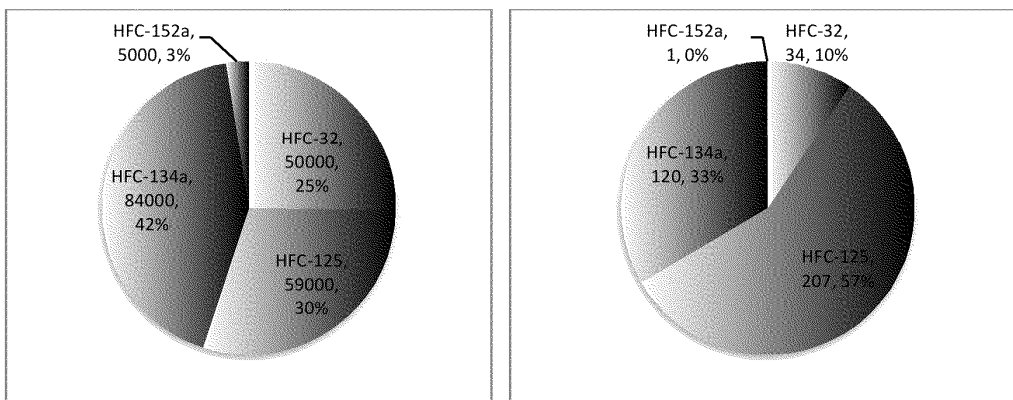 HFC-152a,
5000, 3%
HFC-32,
50000,
25%
HFC-134a,
84000,
42%
HFC-125,
59000,
30%
HFC-152a,
1, 0%
HFC-32,
34, 10%
HFC-134a,
120, 33%
HFC-125,
207, 57%